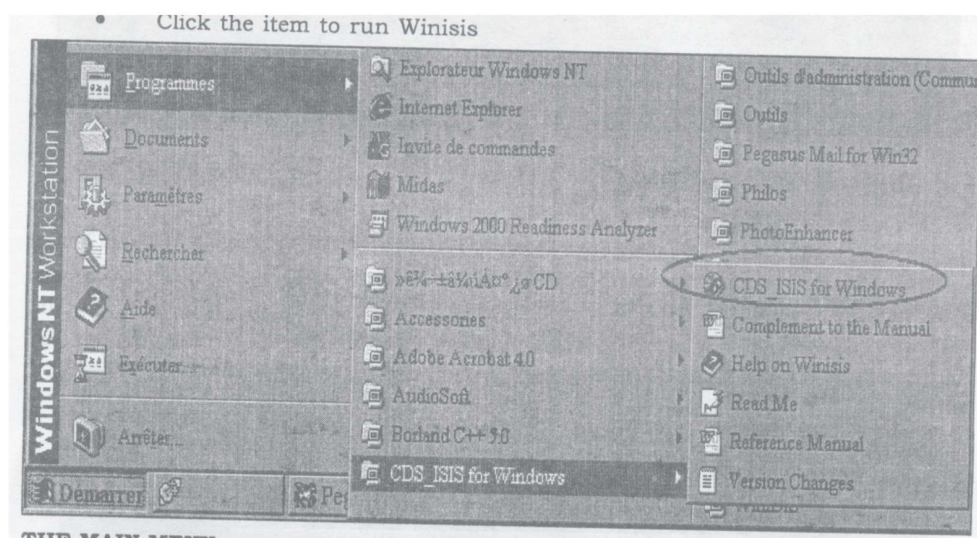 • Click the item to run Winisis
Windows NT Workstation
Programmes
Documents
Paramètres
Rechercher
Aide
Exécuter...
Arrêter...
Démarrer
Explorateur Windows NT
Internet Explorer
Invite de commandes
Midas
Windows 2000 Readiness Analyzer
CD
Accessories
Adobe Acrobat 4.0
AudioSoft
Borland C++ 5.0
CDS_ISIS for Windows
Outils d'administration (Commun
Outils
Pegasus Mail for Win32
Philos
PhotoEnhancer
CDS_ISIS for Windows
Complement to the Manual
Help on Winisis
Read Me
Reference Manual
Version Changes
THE MAIN MENU